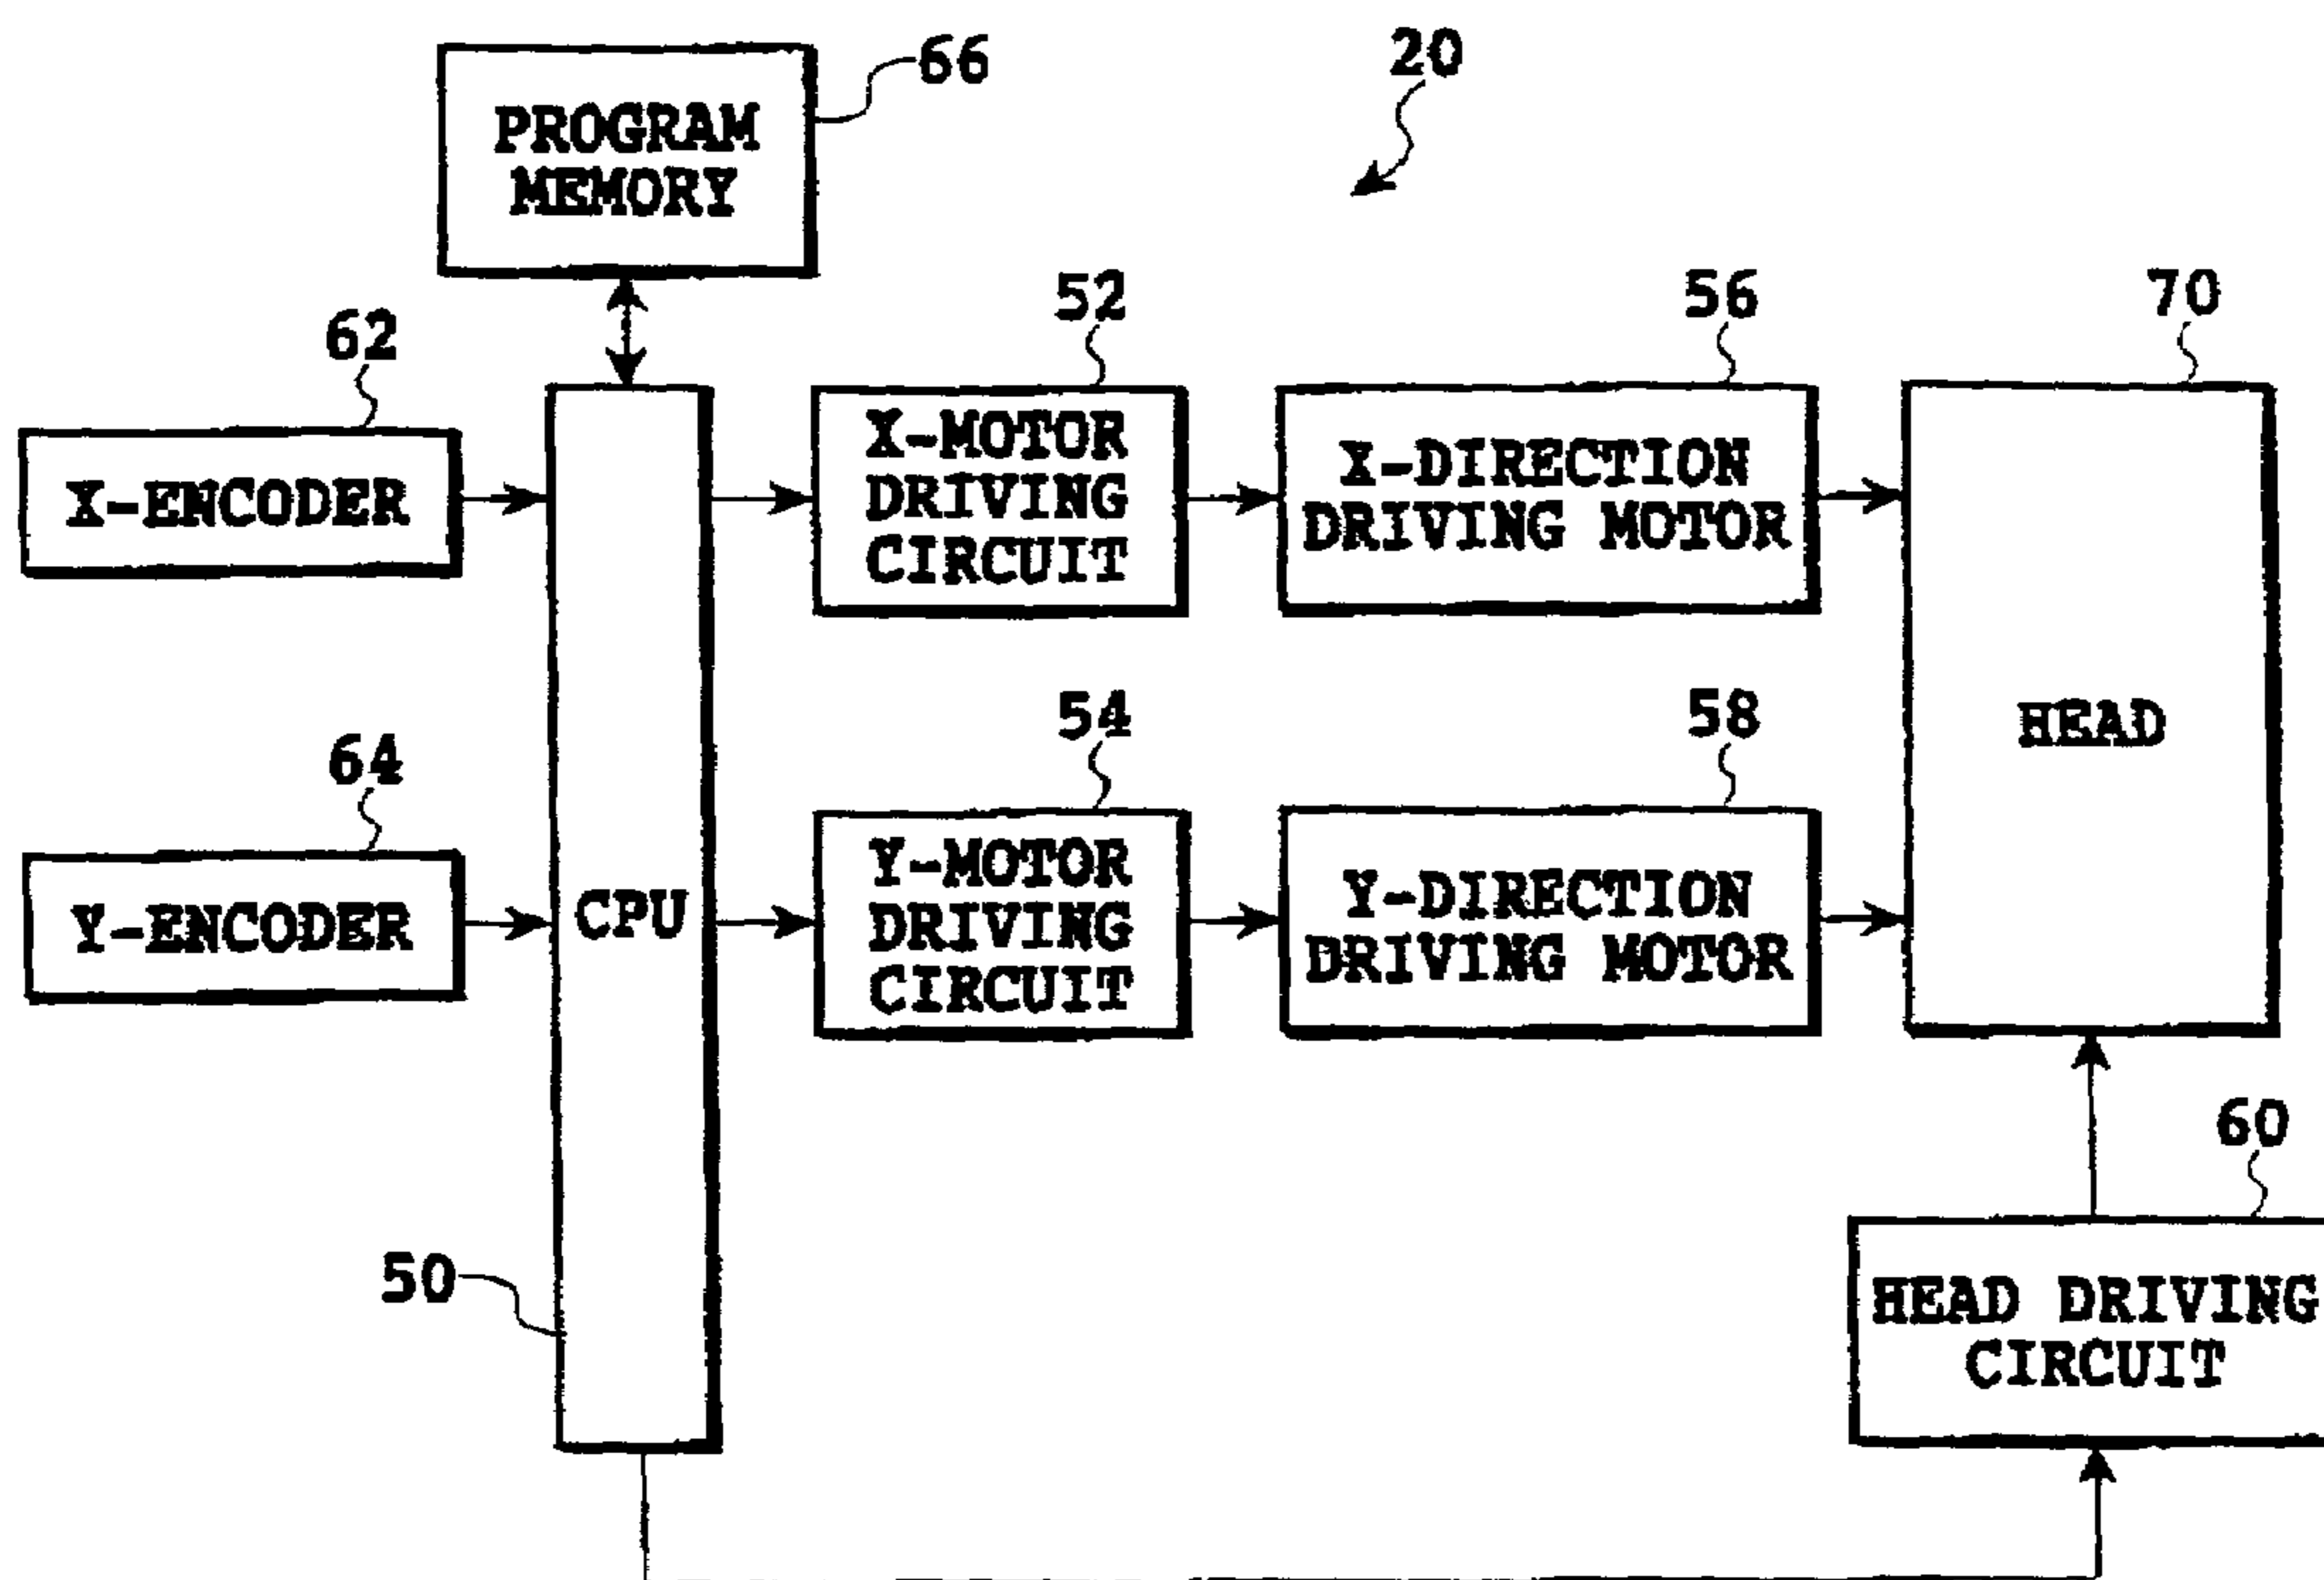 66
20
PROGRAM
MEMORY
62
52
56
70
X-ENCODER
X-MOTOR
DRIVING
CIRCUIT
X-DIRECTION
DRIVING MOTOR
HEAD
64
54
58
Y-ENCODER
CPU
Y-MOTOR
DRIVING
CIRCUIT
Y-DIRECTION
DRIVING MOTOR
60
50
HEAD DRIVING
CIRCUIT